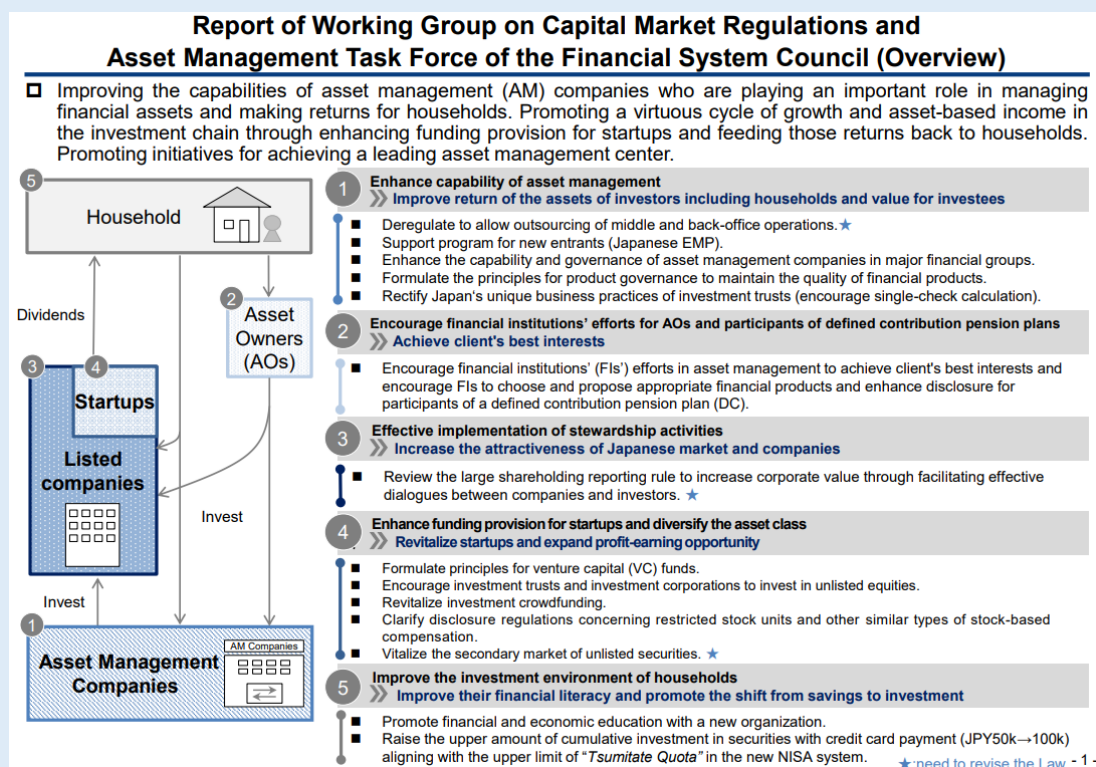 Report of Working Group on Capital Market Regulations and
Asset Management Task Force of the Financial System Council (Overview)
Improving the capabilities of asset management (AM) companies who are playing an important role in managing
financial assets and making returns for households. Promoting a virtuous cycle of growth and asset-based income in
the investment chain through enhancing funding provision for startups and feeding those returns back to households.
Promoting initiatives for achieving a leading asset management center.
5
Household
Dividends
2
Asset
Owners
(AOs)
3
4
Startups
Listed
companies
Invest
Invest
1
Asset Management
Companies
AM Companies
1
Enhance capability of asset management
Improve return of the assets of investors including households and value for investees
■ Deregulate to allow outsourcing of middle and back-office operations.★
■ Support program for new entrants (Japanese EMP).
■ Enhance the capability and governance of asset management companies in major financial groups.
■ Formulate the principles for product governance to maintain the quality of financial products.
■ Rectify Japan's unique business practices of investment trusts (encourage single-check calculation).
2
Encourage financial institutions' efforts for AOs and participants of defined contribution pension plans
Achieve client's best interests
■ Encourage financial institutions' (FIs') efforts in asset management to achieve client's best interests and
encourage FIs to choose and propose appropriate financial products and enhance disclosure for
participants of a defined contribution pension plan (DC).
3
Effective implementation of stewardship activities
Increase the attractiveness of Japanese market and companies
■ Review the large shareholding reporting rule to increase corporate value through facilitating effective
dialogues between companies and investors. ★
4
Enhance funding provision for startups and diversify the asset class
Revitalize startups and expand profit-earning opportunity
■ Formulate principles for venture capital (VC) funds.
■ Encourage investment trusts and investment corporations to invest in unlisted equities.
■ Revitalize investment crowdfunding.
■ Clarify disclosure regulations concerning restricted stock units and other similar types of stock-based
compensation.
■ Vitalize the secondary market of unlisted securities. ★
5
Improve the investment environment of households
Improve their financial literacy and promote the shift from savings to investment
■ Promote financial and economic education with a new organization.
■ Raise the upper amount of cumulative investment in securities with credit card payment (JPY50k→100k)
aligning with the upper limit of "Tsumitate Quota" in the new NISA system.
★:need to revise the Law
- 1 -